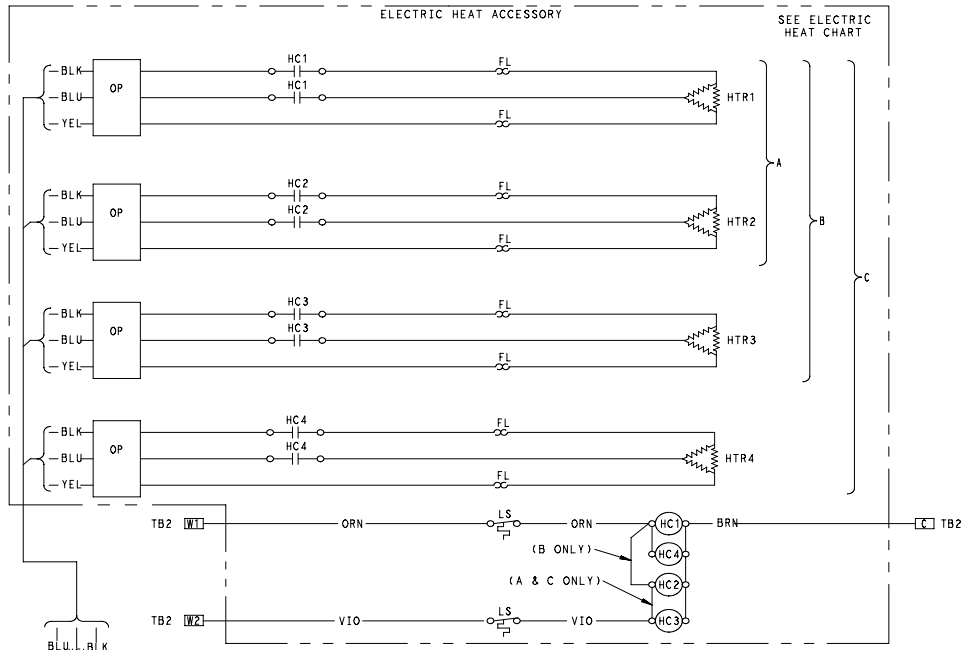 ELECTRIC HEAT ACCESSORY
SEE ELECTRIC
HEAT CHART
HC1
FL
BLK
OP
HC1
BLU
HTR1
FL
YEL
A
HC2
FL
BLK
OP
HC2
BLU
HTR2
B
FL
YEL
C
HC3
FL
BLK
OP
HC3
BLU
HTR3
FL
YEL
HC4
FL
BLK
OP
HC4
BLU
HTR4
FL
YEL
TB2 W1 ORN LS ORN HC1 BRN C TB2
(B ONLY) HC4
(A & C ONLY) HC2
TB2 W2 VIO LS VIO HC3
BLU BLK